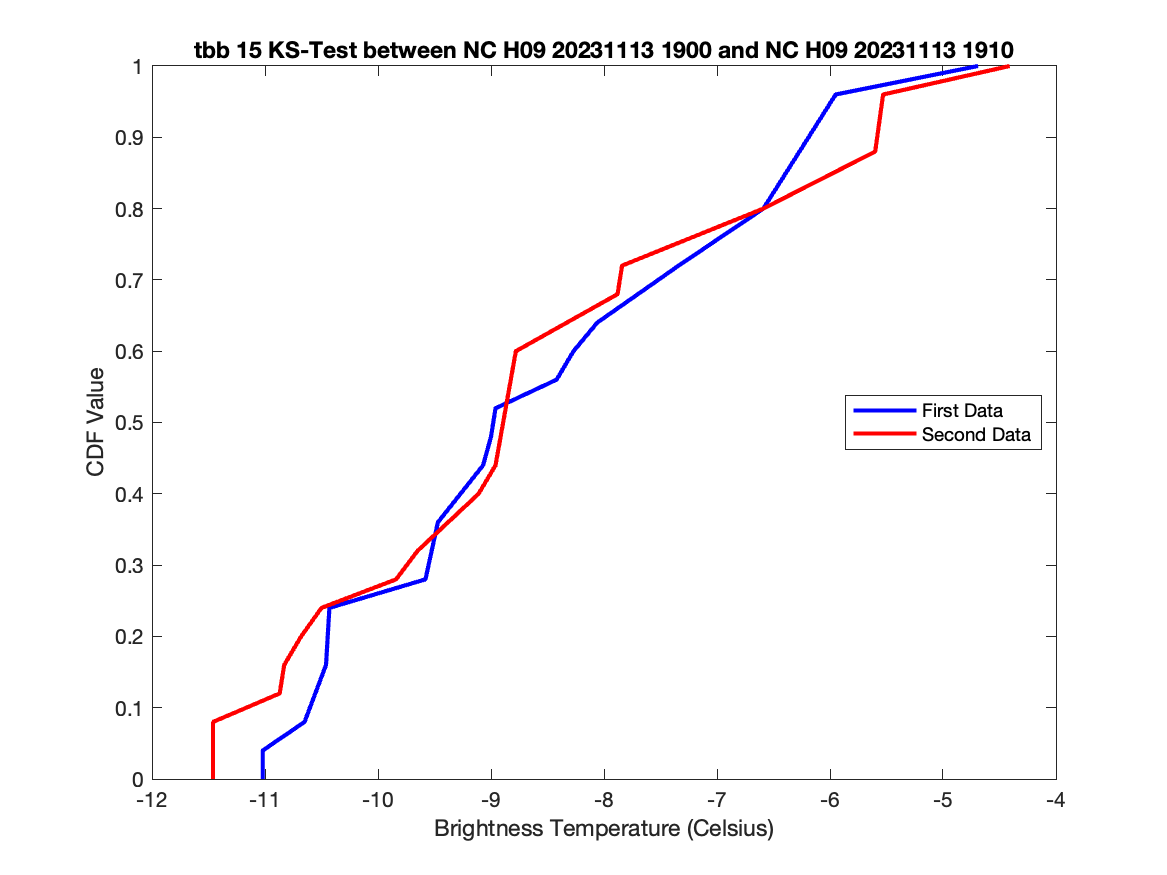 tbb 15 KS-Test between NC H09 20231113 1900 and NC H09 20231113 1910
1
0.9
0.8
0.7
0.6
0.5
0.4
0.3
0.2
0.1
0
CDF Value
First Data
Second Data
-12 -11 -10 -9 -8 -7 -6 -5 -4
Brightness Temperature (Celsius)